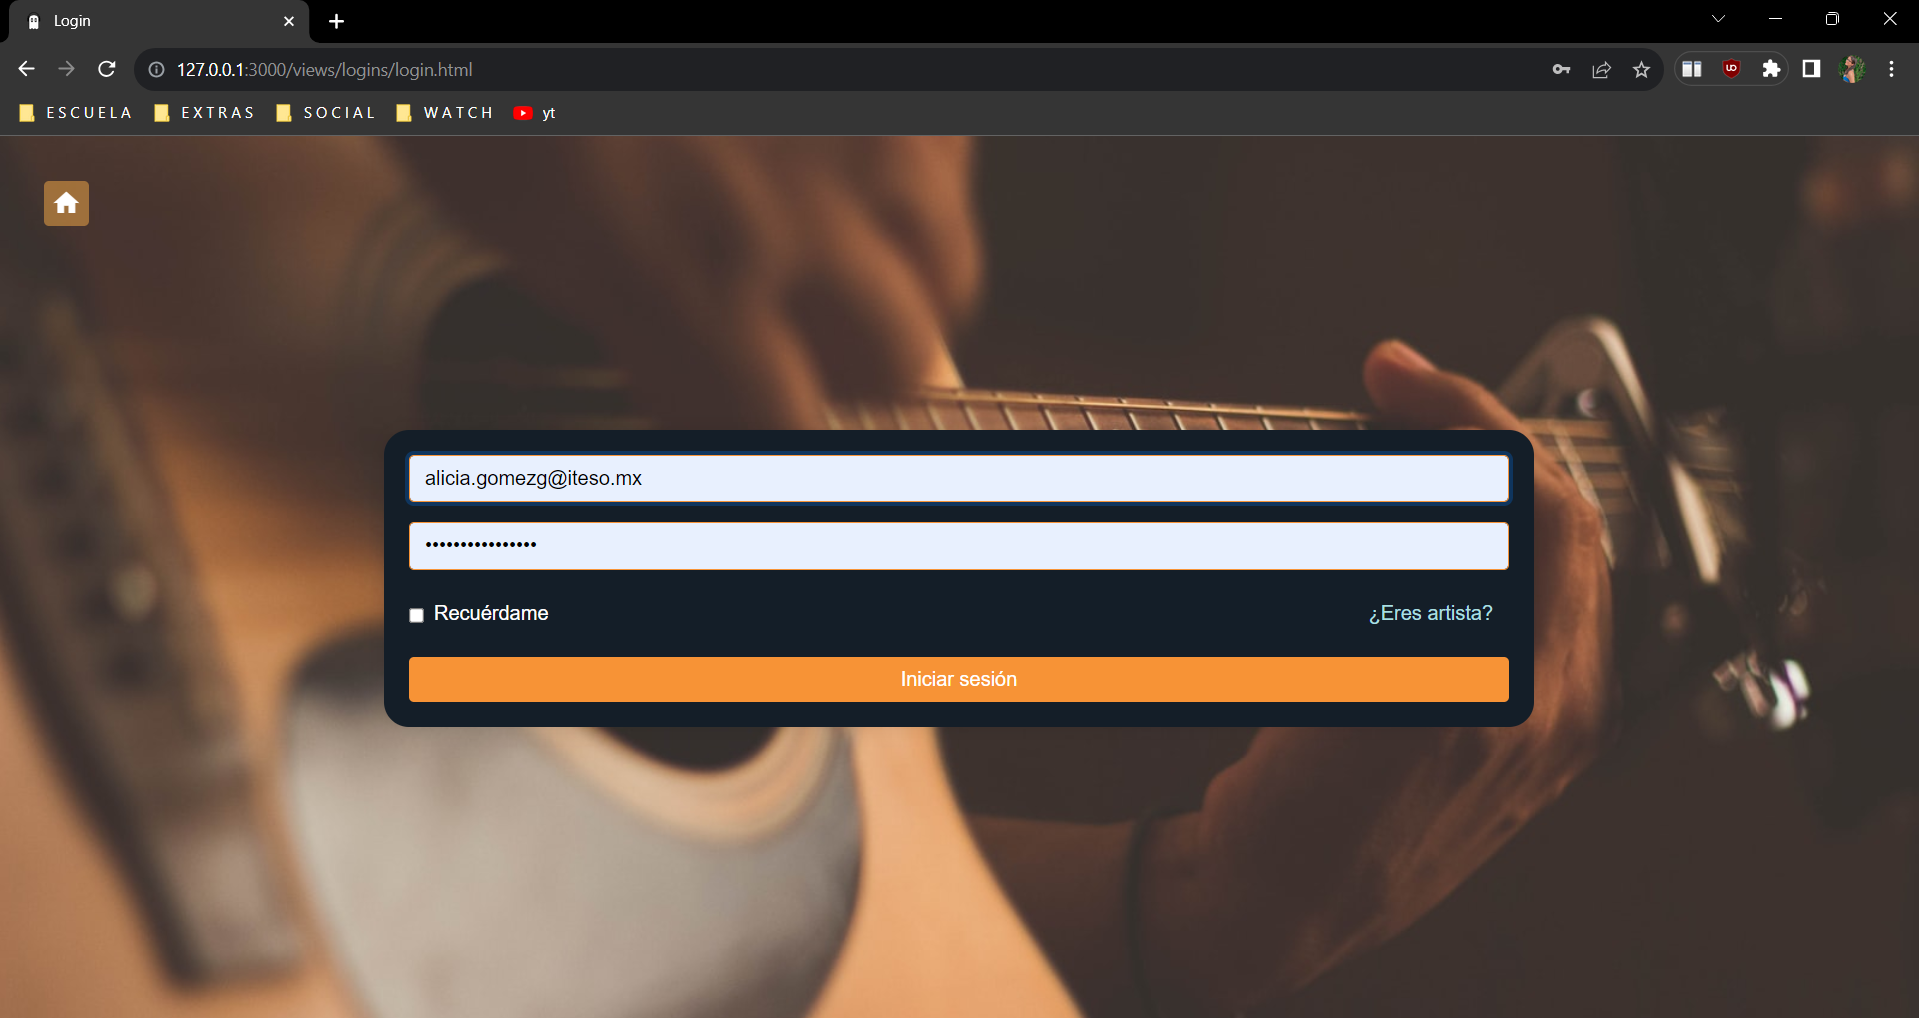 Login
127.0.0.1:3000/views/logins/login.html
ESCUELA EXTRAS SOCIAL WATCH yt
alicia.gomezg@iteso.mx
••••••••••••••••
Recuérdame ¿Eres artista?
Iniciar sesión